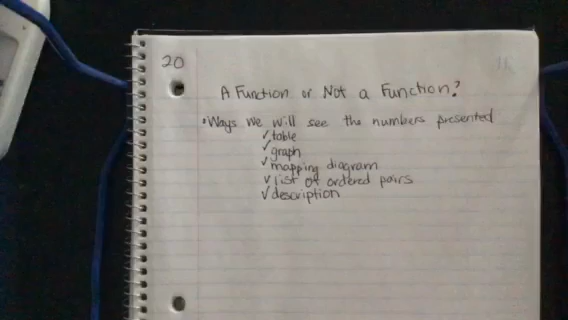 20
A Function or Not a Function?
•Ways we will see the numbers presented
✓table
✓graph
✓mapping diagram
✓list of ordered pairs
✓description